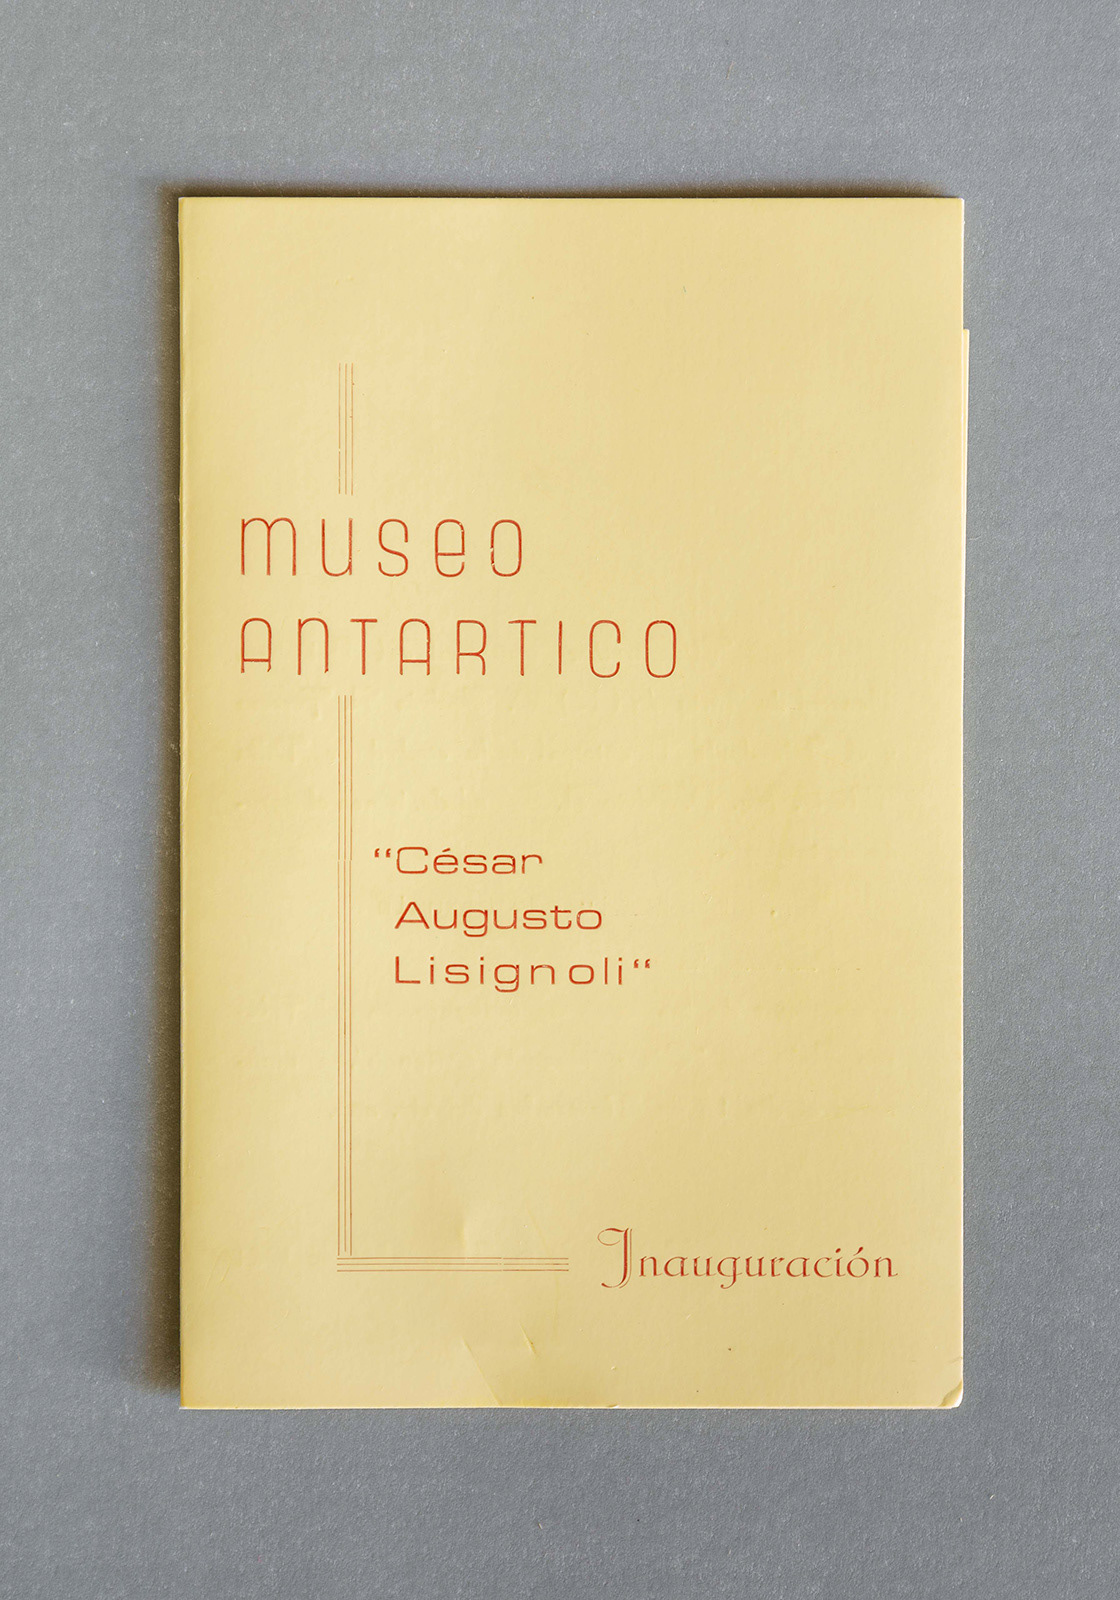 museo
ANTARTICO
“César
Augusto
Lisignoli“
Inauguración